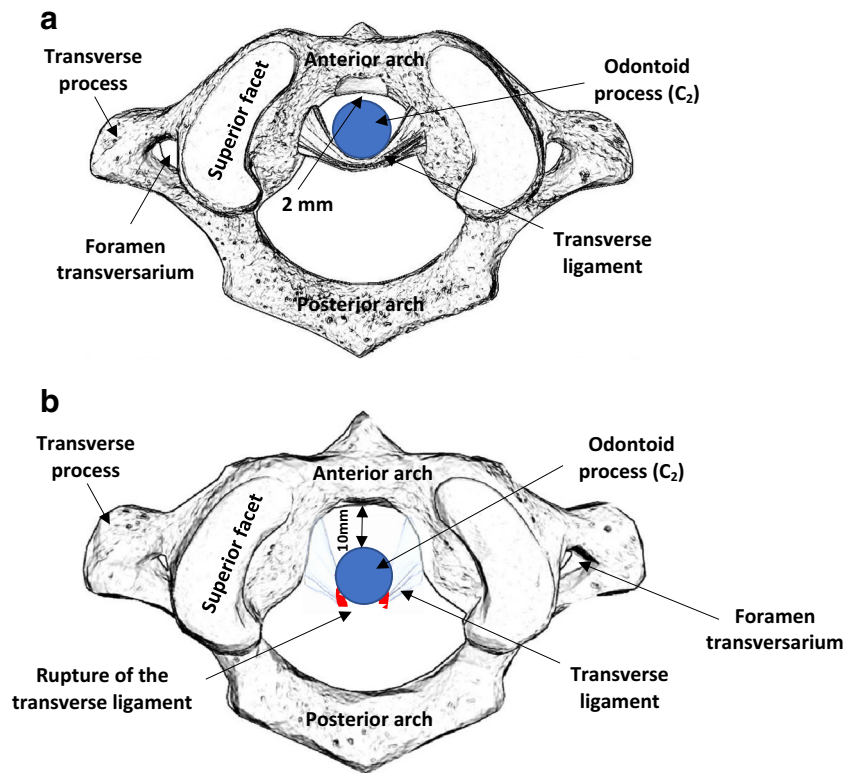 a
Transverse
process
Superior facet
Anterior arch
Odontoid
process (C₂)
2 mm
Foramen
transversarium
Transverse
ligament
Posterior arch
b
Transverse
process
Superior facet
Anterior arch
10mm
Odontoid
process (C₂)
Foramen
transversarium
Rupture of the
transverse ligament
Transverse
ligament
Posterior arch